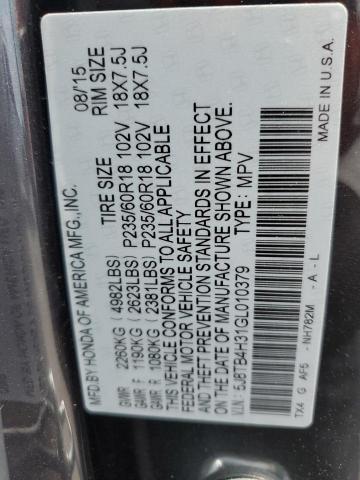 MFD.BY HONDA OF AMERICA MFG.,INC. 08/'15
TIRE SIZE RIM SIZE
GVWR 2260KG (4982LBS)
GAWR F 1190KG (2623LBS) P235/60R18 102V 18X7.5J
GAWR R 1080KG (2381LBS) P235/60R18 102V 18X7.5J
THIS VEHICLE CONFORMS TO ALL APPLICABLE
FEDERAL MOTOR VEHICLE SAFETY
AND THEFT PREVENTION STANDARDS IN EFFECT
ON THE DATE OF MANUFACTURE SHOWN ABOVE.
V.I.N.: 5J8TB4H31GL010379 TYPE: MPV
MADE IN U.S.A.
TX4 G AF5 - NH782M - A - L